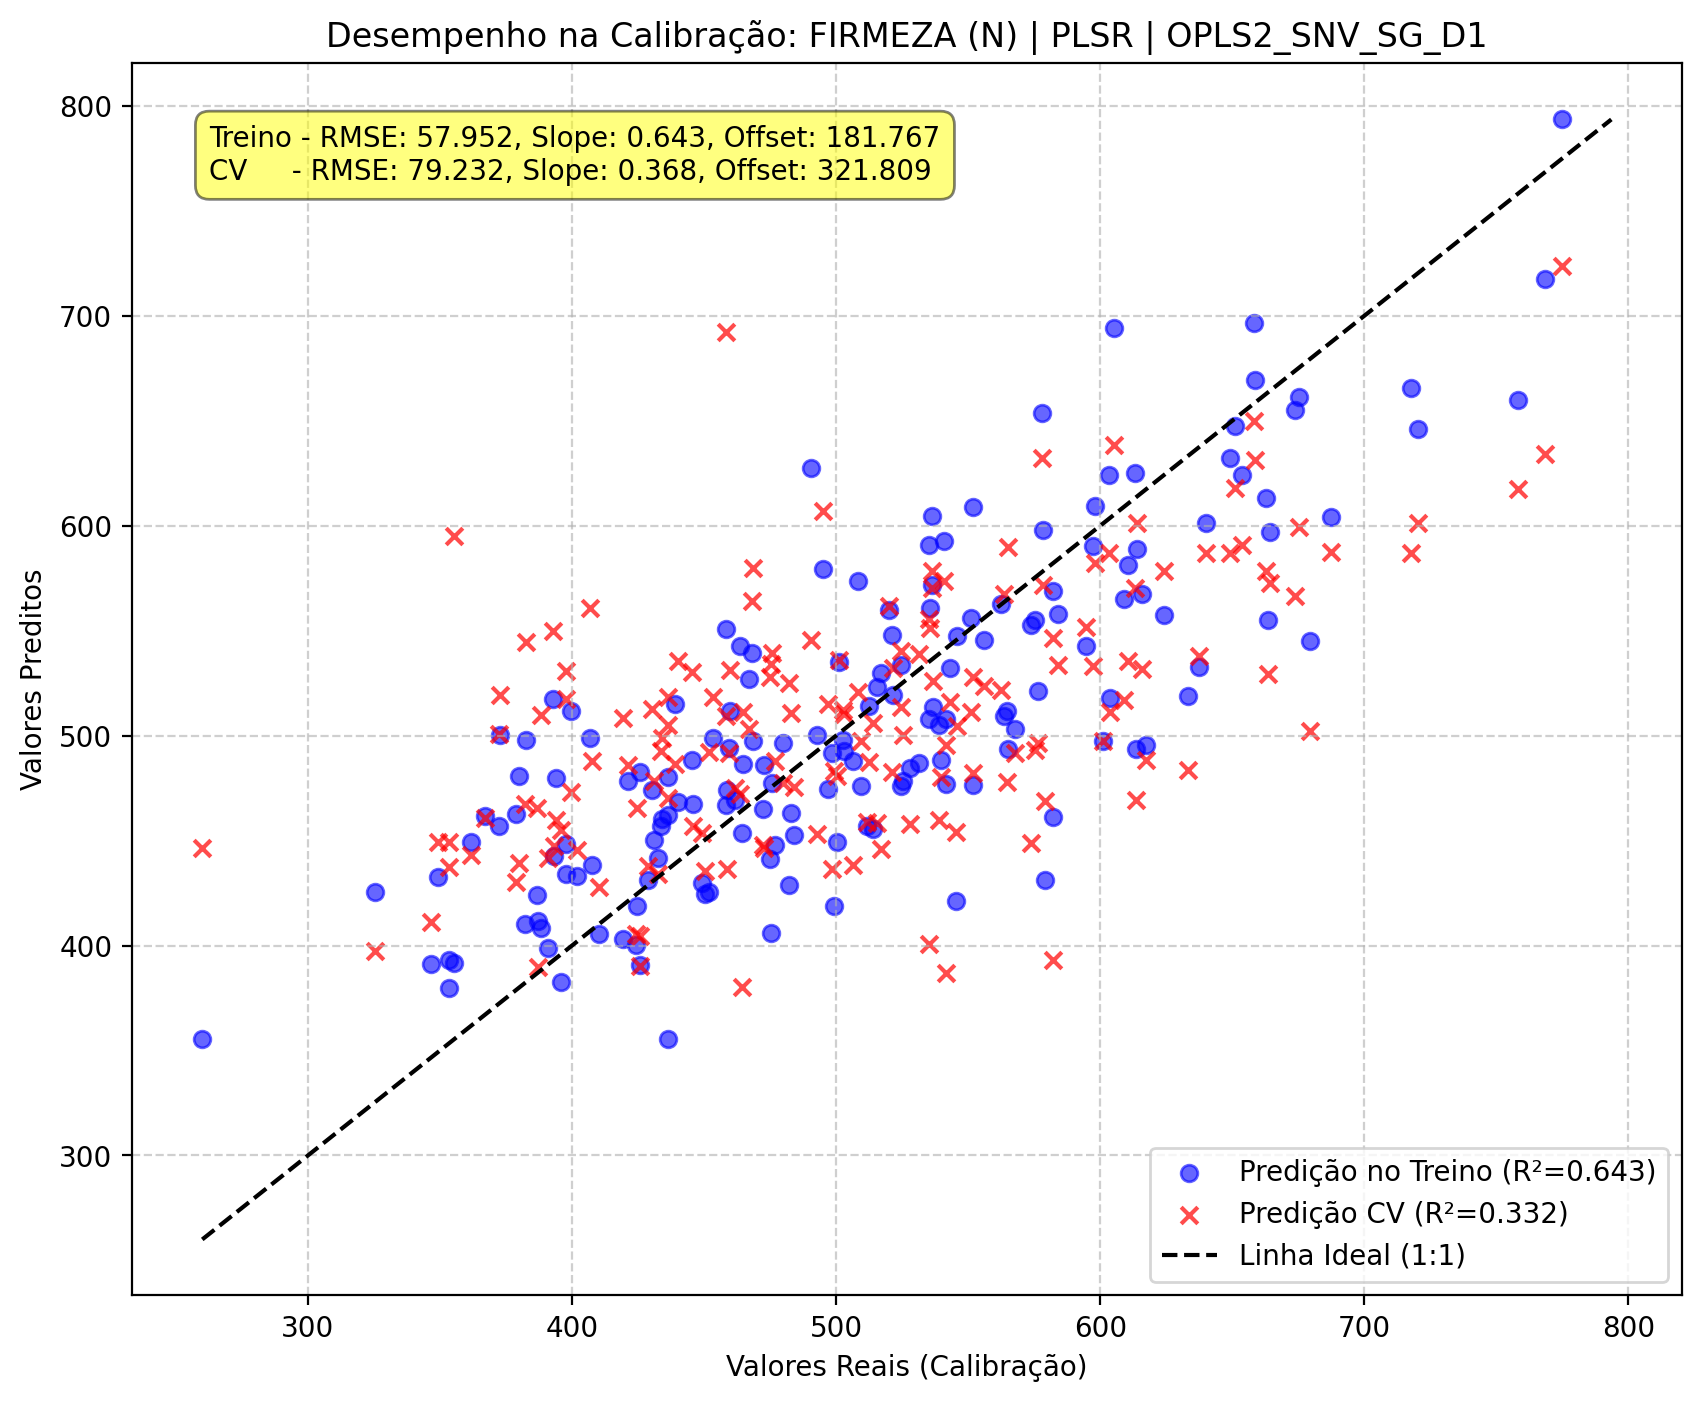 Desempenho na Calibração: FIRMEZA (N) | PLSR | OPLS2_SNV_SG_D1
Treino - RMSE: 57.952, Slope: 0.643, Offset: 181.767
CV - RMSE: 79.232, Slope: 0.368, Offset: 321.809
800
700
600
500
400
300
Valores Preditos
Predição no Treino (R²=0.643)
Predição CV (R²=0.332)
Linha Ideal (1:1)
300 400 500 600 700 800
Valores Reais (Calibração)